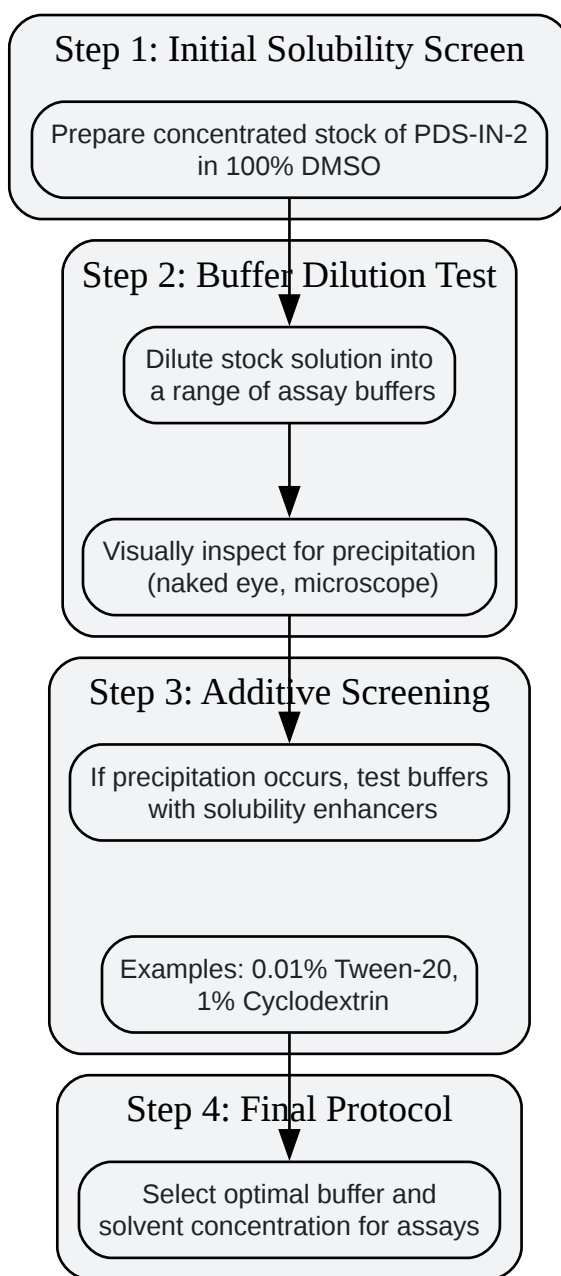 Step 1: Initial Solubility Screen
Prepare concentrated stock of PDS-IN-2
in 100% DMSO
Step 2: Buffer Dilution Test
Dilute stock solution into
a range of assay buffers
Visually inspect for precipitation
(naked eye, microscope)
Step 3: Additive Screening
If precipitation occurs, test buffers
with solubility enhancers
Examples: 0.01% Tween-20,
1% Cyclodextrin
Step 4: Final Protocol
Select optimal buffer and
solvent concentration for assays